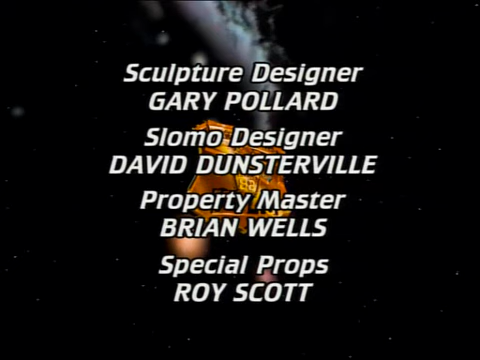 Sculpture Designer
GARY POLLARD
Slomo Designer
DAVID DUNSTERVILLE
Property Master
BRIAN WELLS
Special Props
ROY SCOTT